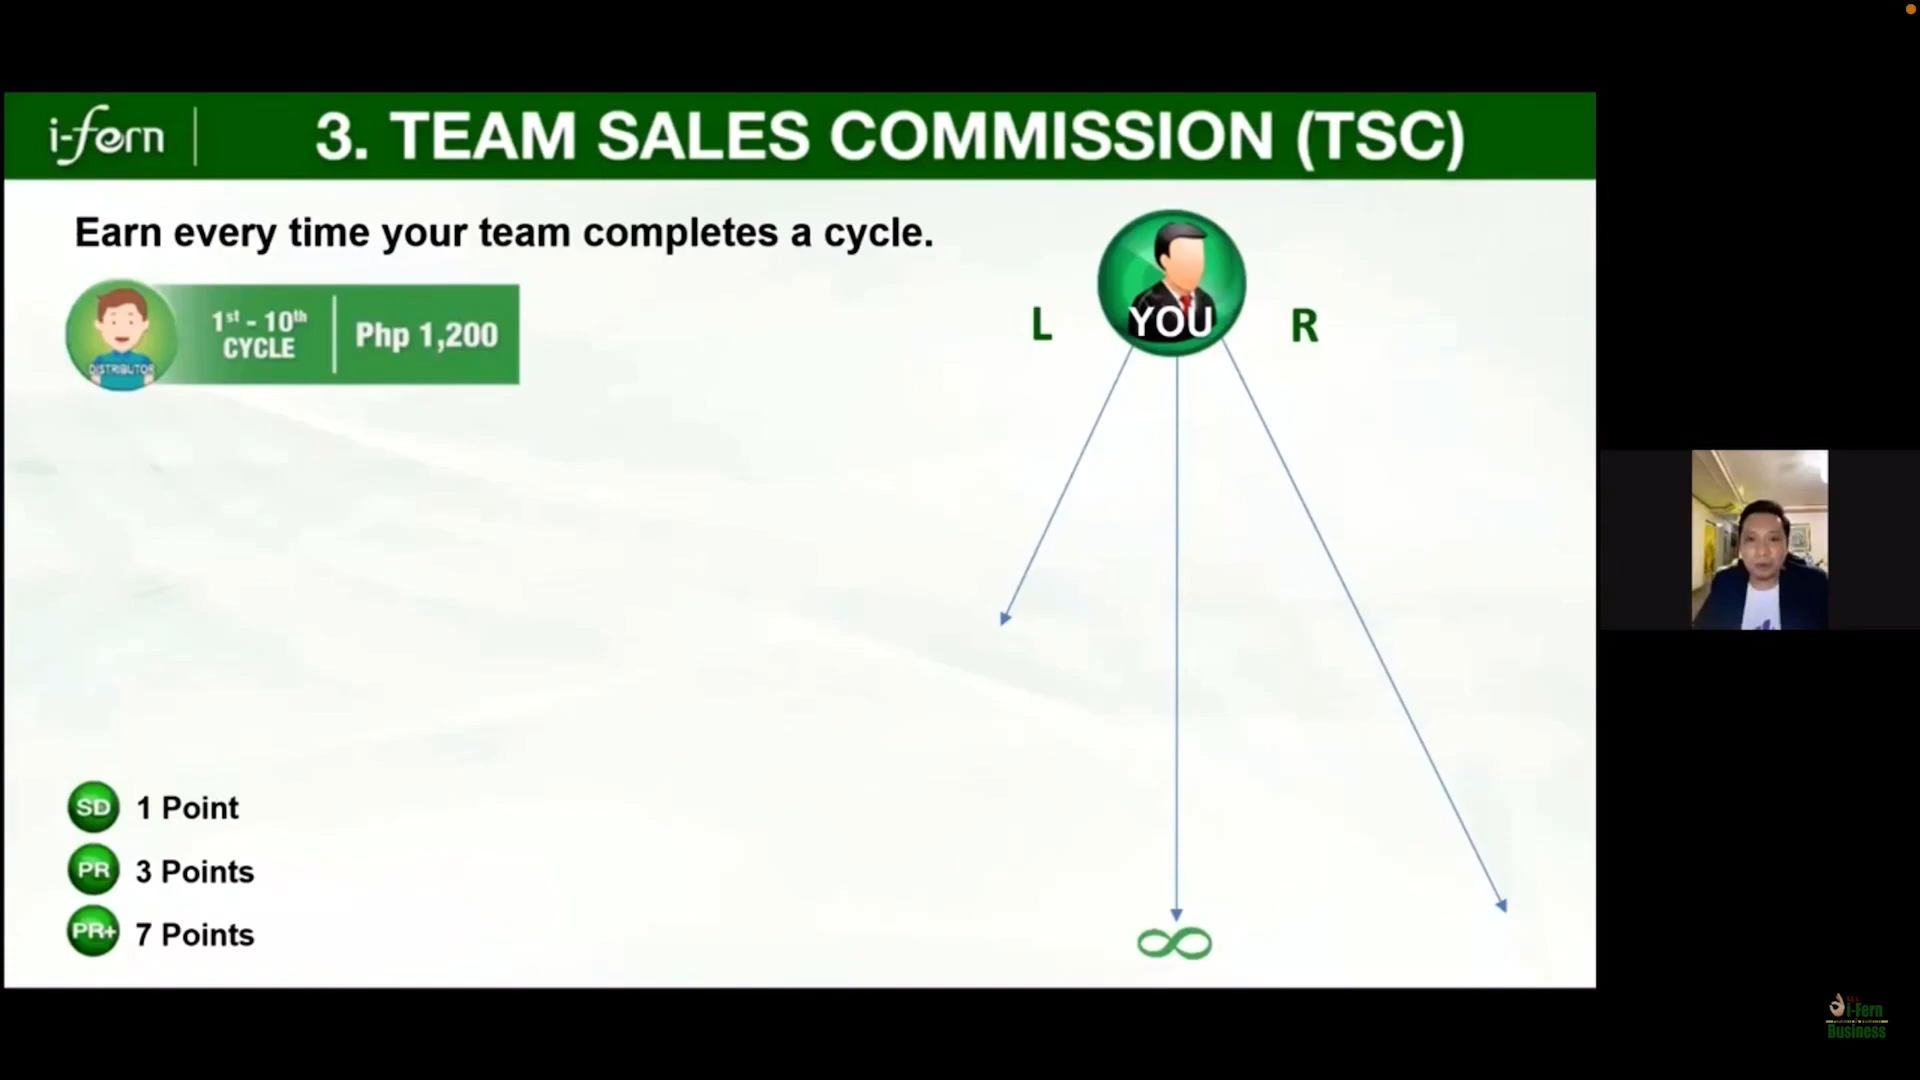 i-fern
3. TEAM SALES COMMISSION (TSC)
Earn every time your team completes a cycle.
DISTRIBUTOR
1st - 10th
CYCLE
Php 1,200
L
YOU
R
SD 1 Point
PR 3 Points
PR+ 7 Points
∞
i-Fern
Business